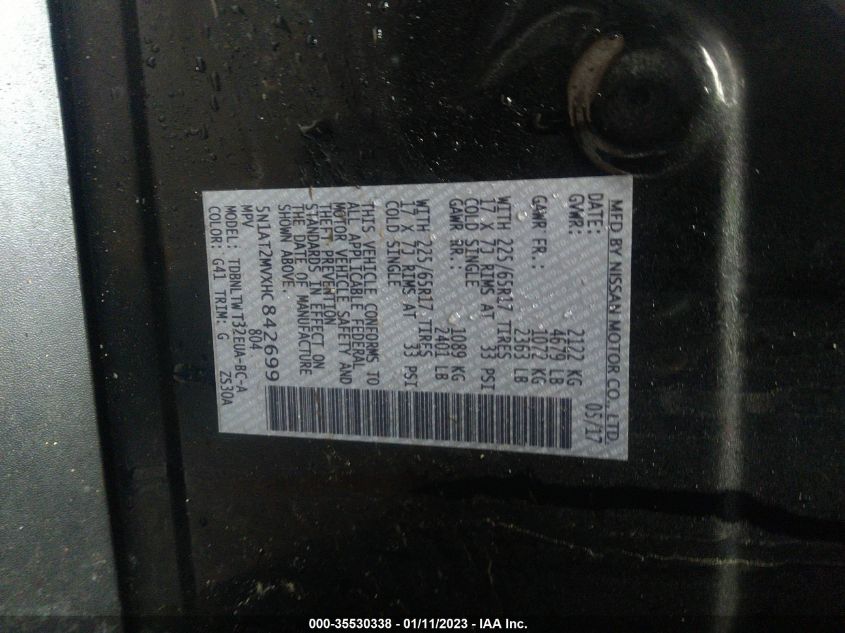 MFD BY NISSAN MOTOR CO., LTD.
DATE: 05/17
GVWR: 2122 KG
4679 LB
GAWR FR.: 1072 KG
2363 LB
WITH 225/65R17 TIRES
17 X 7J RIMS AT 33 PSI
COLD SINGLE
GAWR RR.: 1089 KG
2401 LB
WITH 225/65R17 TIRES
17 X 7J RIMS AT 33 PSI
COLD SINGLE
THIS VEHICLE CONFORMS TO
ALL APPLICABLE FEDERAL
MOTOR VEHICLE SAFETY AND
THEFT PREVENTION
STANDARDS IN EFFECT ON
THE DATE OF MANUFACTURE
SHOWN ABOVE.
5N1AT2MVXHC842699
MPV 804
MODEL: TDBNLTWT32EUA-BC-A
COLOR: G41 TRIM: G ZS30A
000-35530338 - 01/11/2023 - IAA Inc.